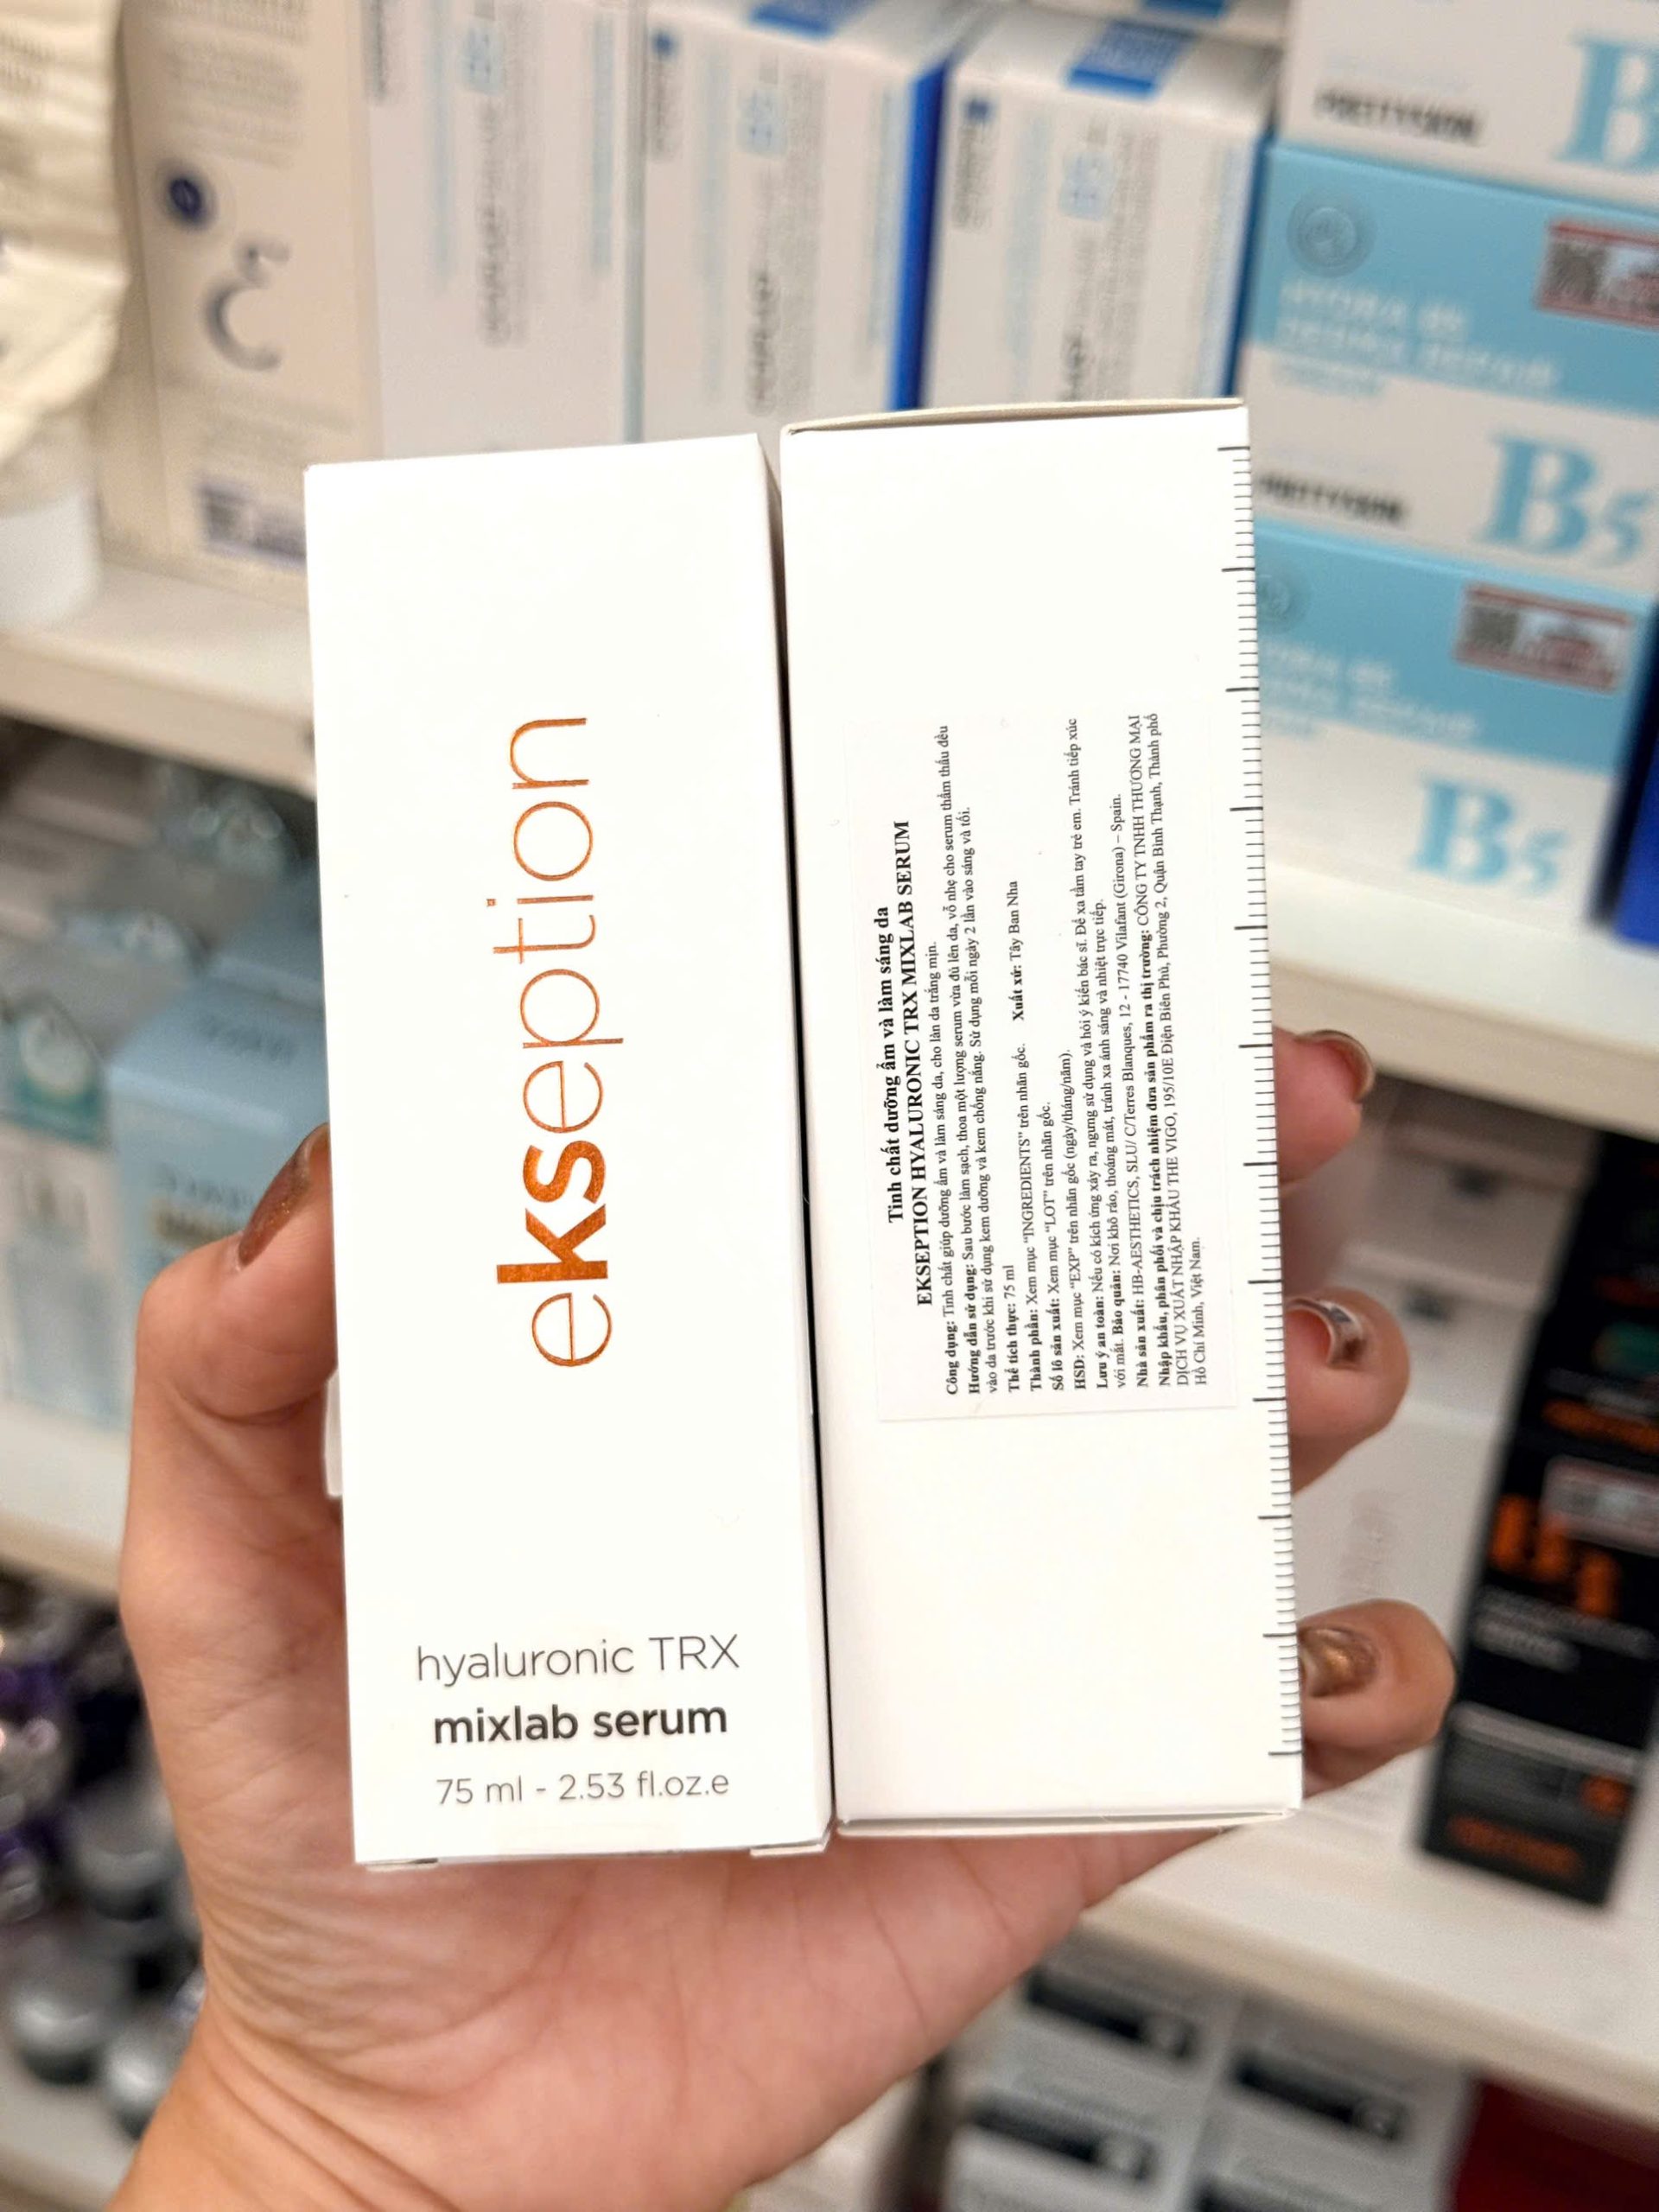 ekseption
hyaluronic TRX
mixlab serum
75 ml - 2.53 fl.oz.e
Tinh chất dưỡng ẩm và làm sáng da
EKSEPTION HYALURONIC TRX MIXLAB SERUM
Công dụng: Tinh chất giúp dưỡng ẩm và làm sáng da, cho làn da trắng mịn.
Hướng dẫn sử dụng: Sau bước làm sạch, thoa một lượng serum vừa đủ lên da, vỗ nhẹ cho serum thẩm thấu đều
vào da trước khi sử dụng kem dưỡng và kem chống nắng. Sử dụng mỗi ngày 2 lần vào sáng và tối.
Thể tích thực: 75 ml
Thành phần: Xem mục "INGREDIENTS" trên nhãn gốc. Xuất xứ: Tây Ban Nha
Số lô sản xuất: Xem mục "LOT" trên nhãn gốc.
HSD: Xem mục "EXP" trên nhãn gốc (ngày/tháng/năm).
Lưu ý an toàn: Nếu có kích ứng xảy ra, ngưng sử dụng và hỏi ý kiến bác sĩ. Để xa tầm tay trẻ em. Tránh tiếp xúc
với mắt. Bảo quản: Nơi khô ráo, thoáng mát, tránh xa ánh sáng và nhiệt trực tiếp.
Nhà sản xuất: HB-AESTHETICS, SLU/ C/Terres Blanques, 12 - 17740 Vilafant (Girona) – Spain.
Nhập khẩu, phân phối và chịu trách nhiệm đưa sản phẩm ra thị trường: CÔNG TY TNHH THƯƠNG MẠI
DỊCH VỤ XUẤT NHẬP KHẨU THE VIGO, 195/10E Điện Biên Phủ, Phường 2, Quận Bình Thạnh, Thành phố
Hồ Chí Minh, Việt Nam.
B5
PRETTYSKIN
HYDRA B5
DERMA REPAIR
B5
PRETTYSKIN
B5